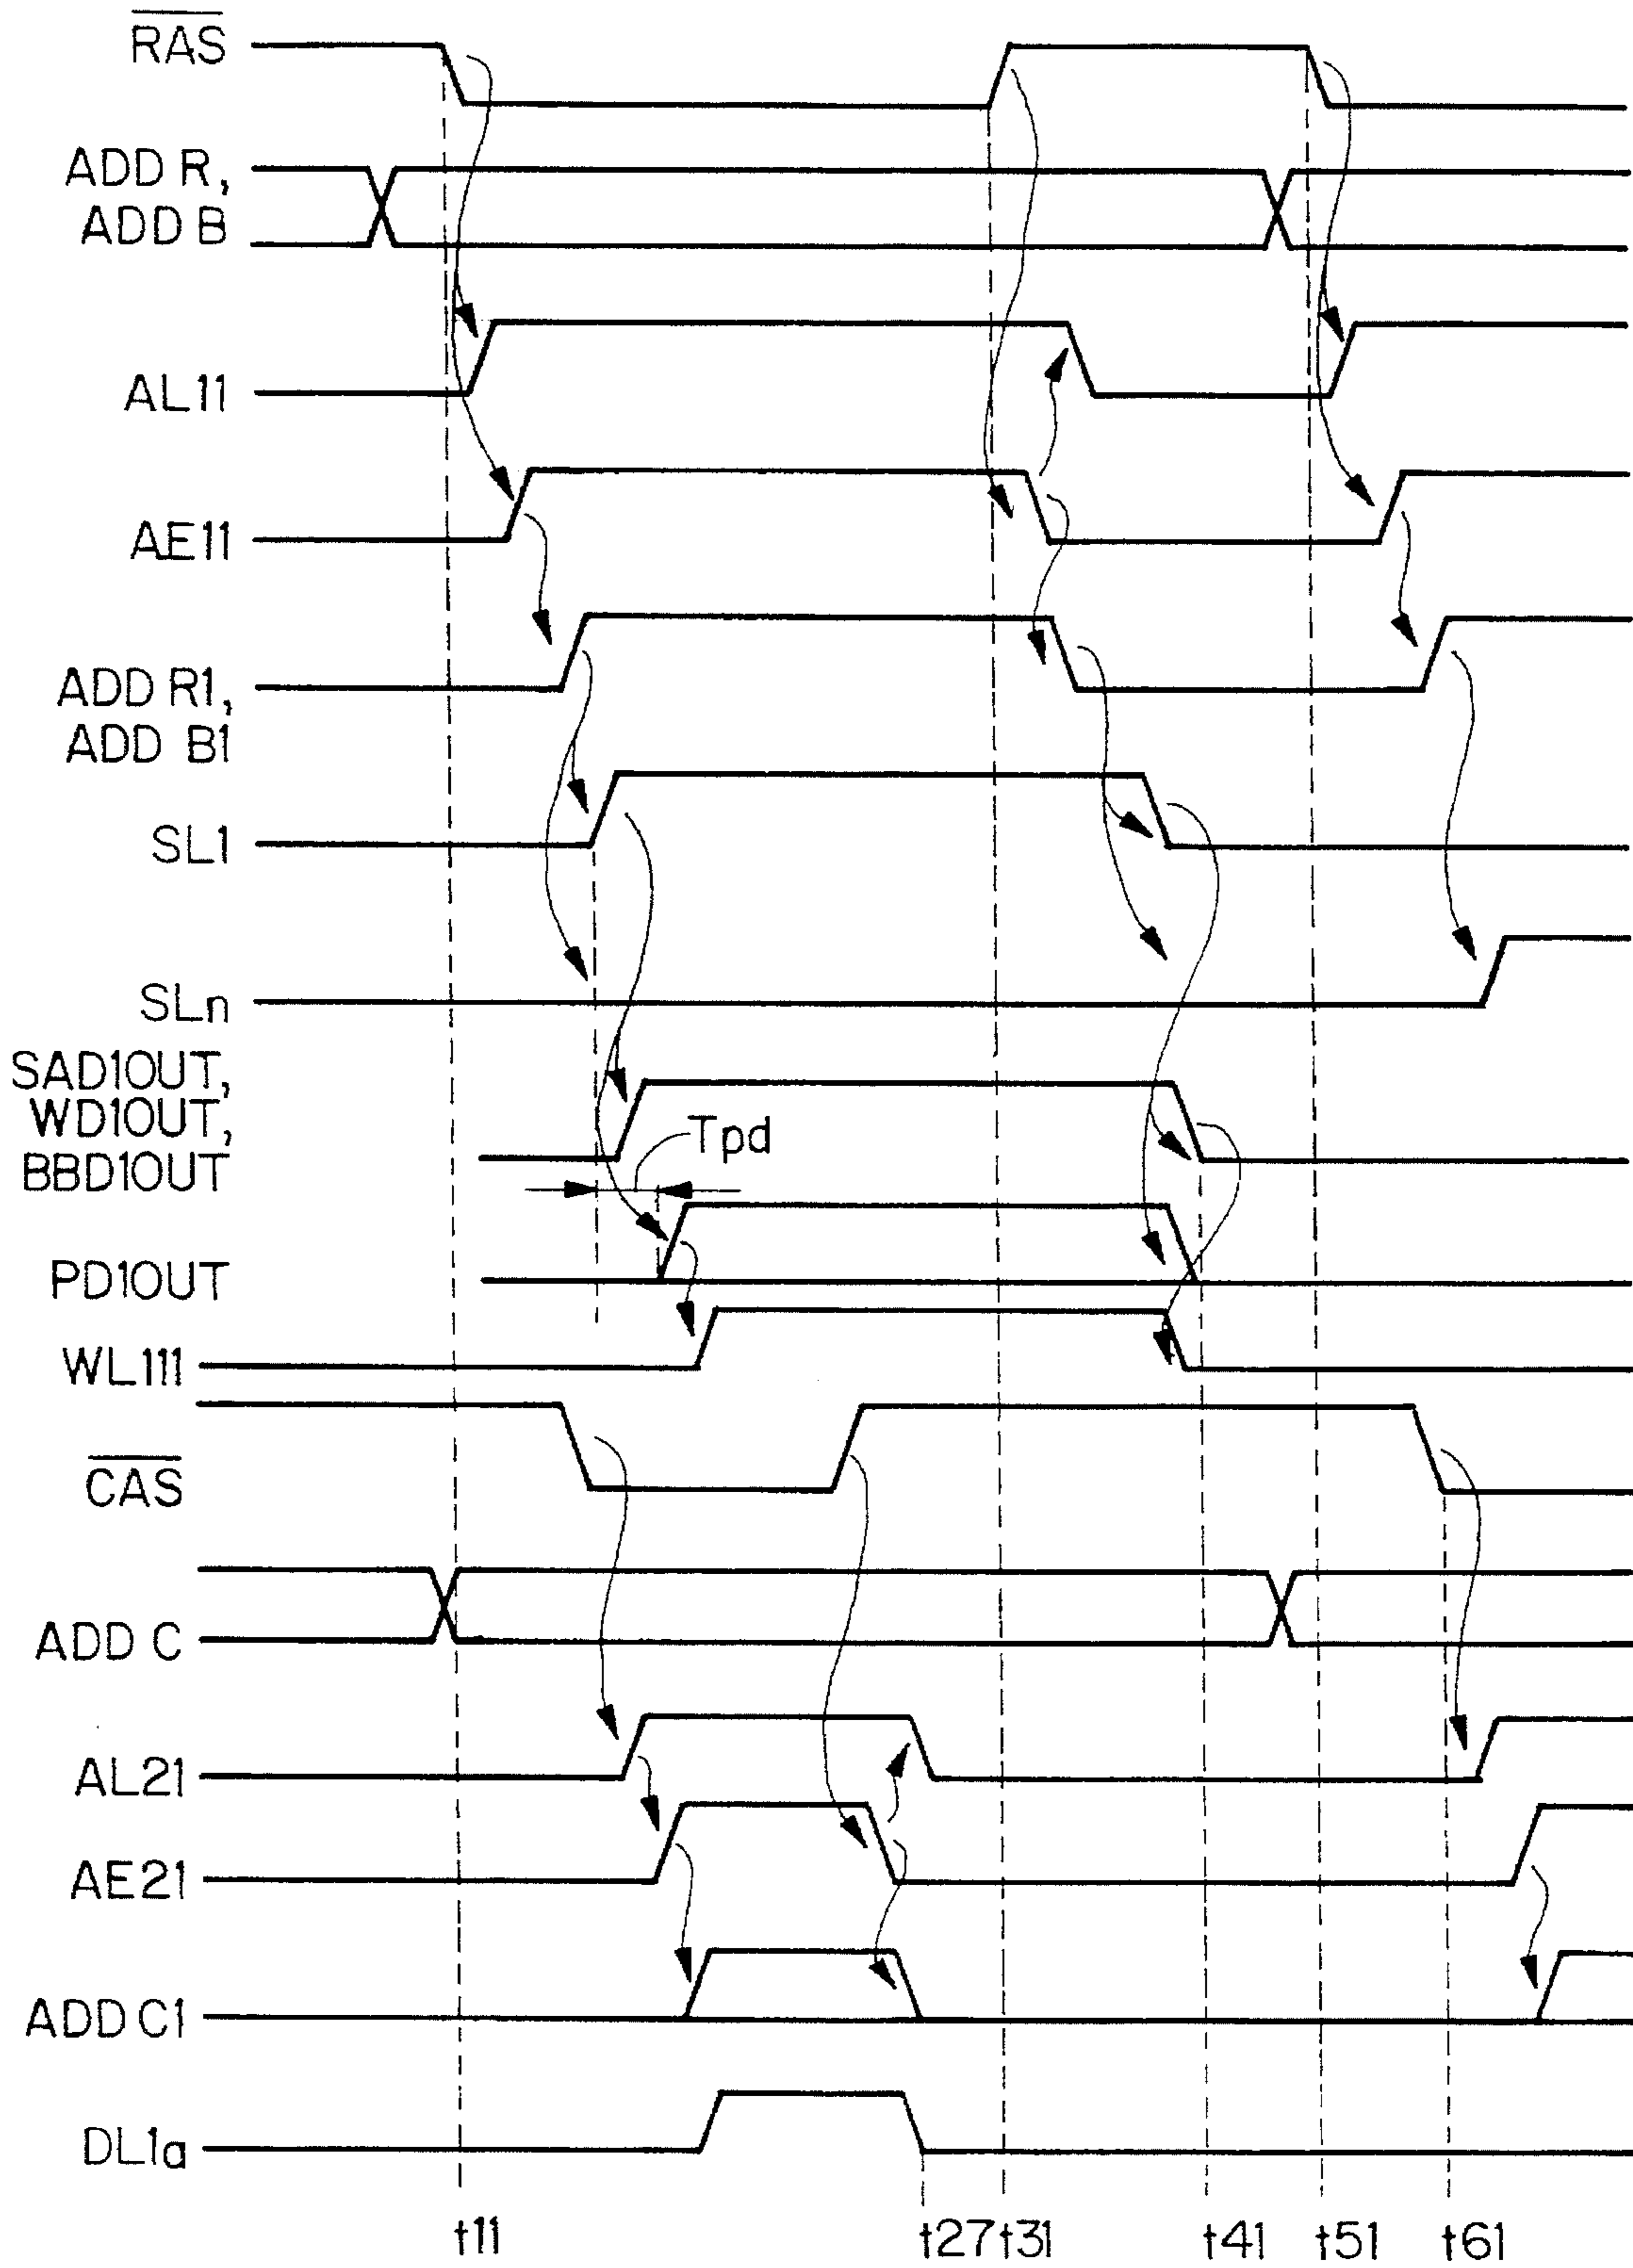 RAS
ADD R,
ADD B
AL11
AE11
ADD R1,
ADD B1
SL1
SLn
SAD1OUT,
WD1OUT,
BBD1OUT
Tpd
PD1OUT
WL111
CAS
ADD C
AL21
AE21
ADD C1
DL1a
t11 t27 t31 t41 t51 t61